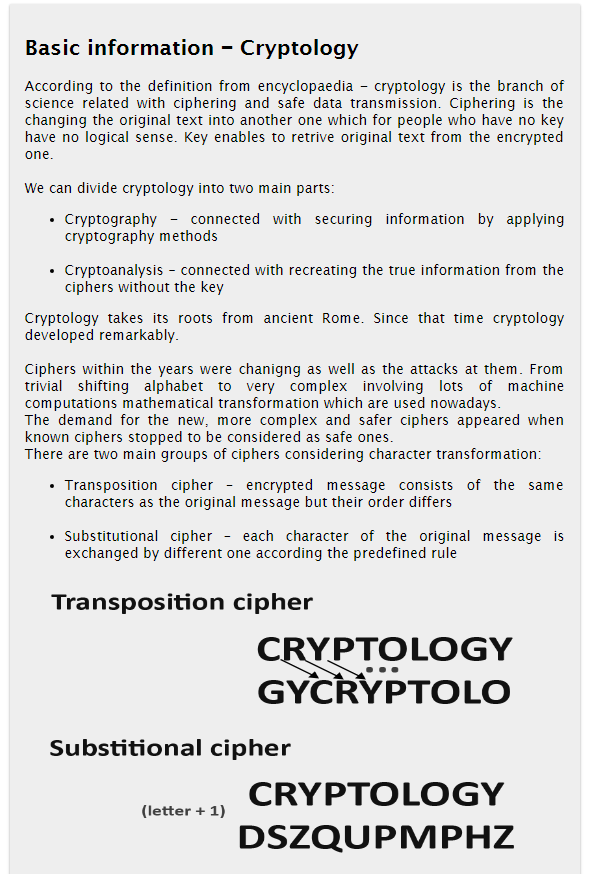 Basic information – Cryptology
According to the definition from encyclopaedia – cryptology is the branch of
science related with ciphering and safe data transmission. Ciphering is the
changing the original text into another one which for people who have no key
have no logical sense. Key enables to retrive original text from the encrypted
one.
We can divide cryptology into two main parts:
• Cryptography – connected with securing information by applying
cryptography methods
• Cryptoanalysis – connected with recreating the true information from the
ciphers without the key
Cryptology takes its roots from ancient Rome. Since that time cryptology
developed remarkably.
Ciphers within the years were chanigng as well as the attacks at them. From
trivial shifting alphabet to very complex involving lots of machine
computations mathematical transformation which are used nowadays.
The demand for the new, more complex and safer ciphers appeared when
known ciphers stopped to be considered as safe ones.
There are two main groups of ciphers considering character transformation:
• Transposition cipher – encrypted message consists of the same
characters as the original message but their order differs
• Substitutional cipher – each character of the original message is
exchanged by different one according the predefined rule
Transposition cipher
CRYPTOLOGY
...
GYCRYPTOLO
Substitional cipher
CRYPTOLOGY
(letter + 1)
DSZQUPMPHZ